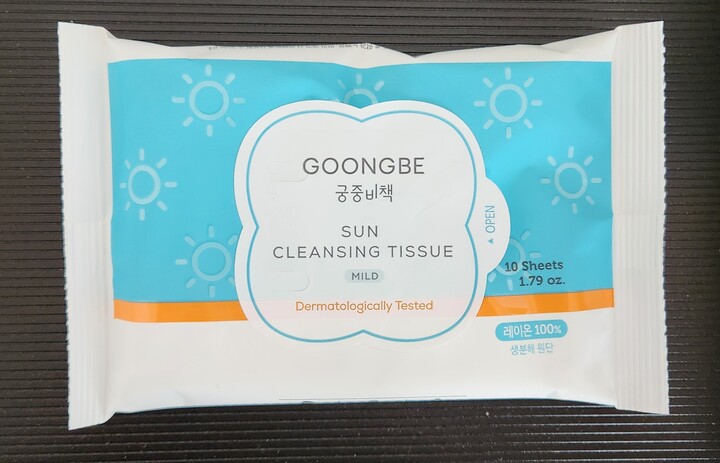 GOONGBE
궁중비책
SUN
CLEANSING TISSUE
MILD
Dermatologically Tested
▲ OPEN
10 Sheets
1.79 oz.
레이온 100%
생분해 원단